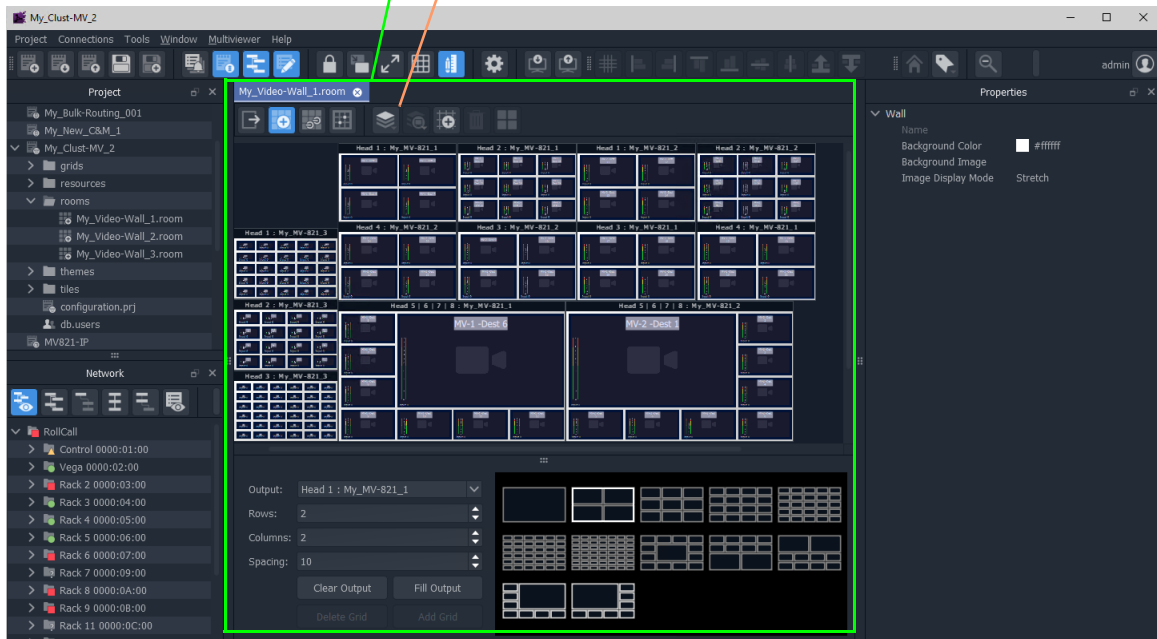 My_Clust-MV_2
Project Connections Tools Window Multiviewer Help
admin
Project
My_Bulk-Routing_001
My_New_C&M_1
My_Clust-MV_2
grids
resources
rooms
My_Video-Wall_1.room
My_Video-Wall_2.room
My_Video-Wall_3.room
themes
tiles
configuration.prj
db.users
MV821-IP
Network
RollCall
Control 0000:01:00
Vega 0000:02:00
Rack 2 0000:03:00
Rack 3 0000:04:00
Rack 4 0000:05:00
Rack 5 0000:06:00
Rack 6 0000:07:00
Rack 7 0000:09:00
Rack 8 0000:0A:00
Rack 9 0000:0B:00
Rack 11 0000:0C:00
My_Video-Wall_1.room
Head 1 : My_MV-821_1 Head 2 : My_MV-821_1 Head 1 : My_MV-821_2 Head 2 : My_MV-821_2
Head 1 : My_MV-821_3
Head 4 : My_MV-821_2 Head 3 : My_MV-821_2 Head 3 : My_MV-821_1 Head 4 : My_MV-821_1
Head 2 : My_MV-821_3
Head 5 | 6 | 7 | 8 : My_MV-821_1 Head 5 | 6 | 7 | 8 : My_MV-821_2
MV-1 -Dest 6 MV-2 -Dest 1
Head 3 : My_MV-821_3
Output: Head 1 : My_MV-821_1
Rows: 2
Columns: 2
Spacing: 10
Clear Output Fill Output
Delete Grid Add Grid
Properties
Wall
Name
Background Color #ffffff
Background Image
Image Display Mode Stretch